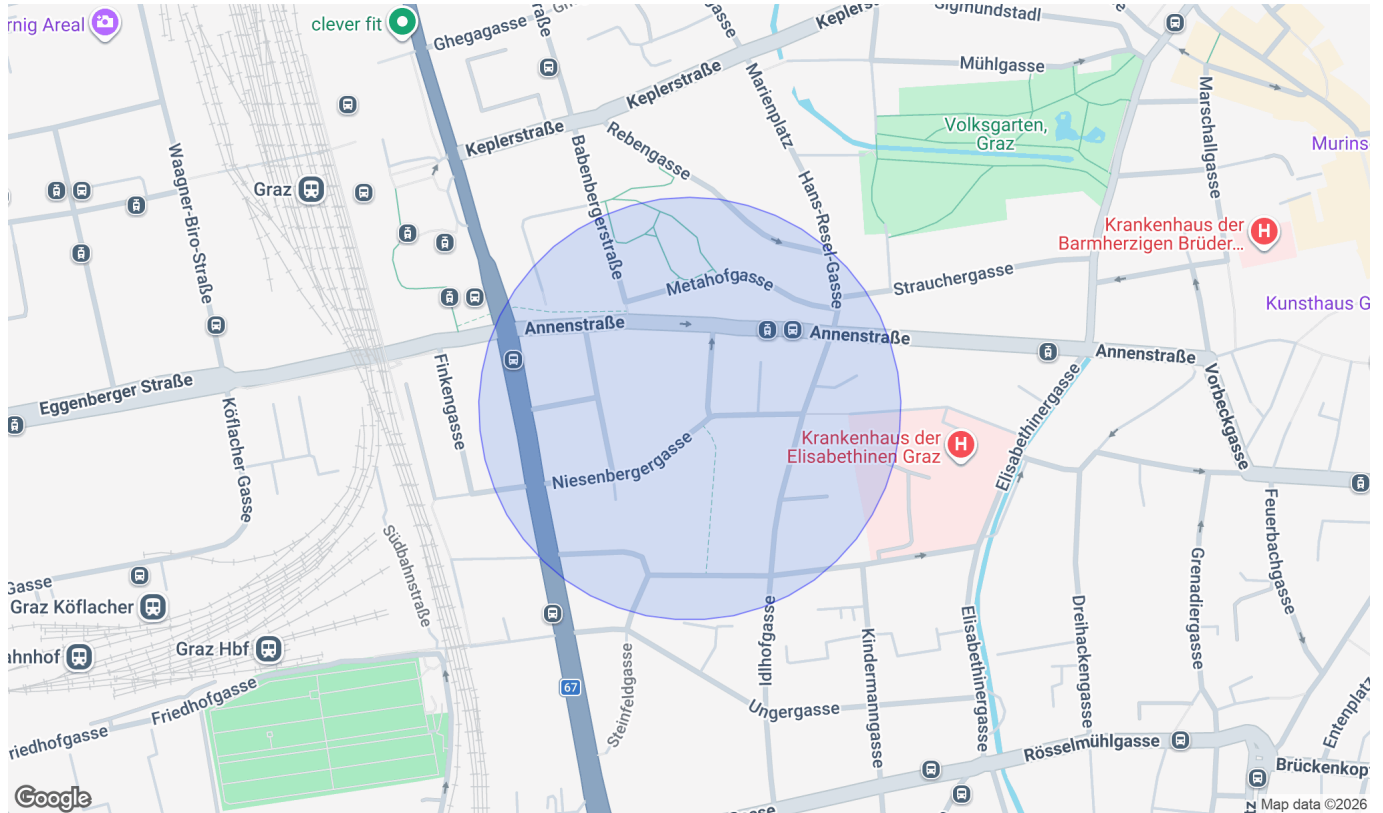 rnig Areal
clever fit
Ghegagasse
Keplerstraße
Sigmundstadl
Mühlgasse
Marienplatz
Marschallgasse
Volksgarten,
Graz
Murins
Keplerstraße
Rebengasse
Babenbergerstraße
Waagner-Biro-Straße
Graz
Hans-Resel-Gasse
Krankenhaus der
Barmherzigen Brüder...
H
Metahofgasse
Strauchergasse
Kunsthaus G
Annenstraße
Annenstraße
Annenstraße
Eggenberger Straße
Finkengasse
Köflacher Gasse
Vorbeckgasse
Elisabethinergasse
Krankenhaus der
Elisabethinen Graz
H
Niesenbergergasse
Feuerbachgasse
Südbahnstraße
Grenadiergasse
Gasse
Graz Köflacher
ahnhof
Graz Hbf
Idlhofgasse
Kindermanngasse
Elisabethinergasse
Dreihackengasse
Steinfeldgasse
67
Friedhofgasse
Friedhofgasse
Ungergasse
Entenplatz
Rösselmühlgasse
Brückenkopf
Google
Map data ©2026